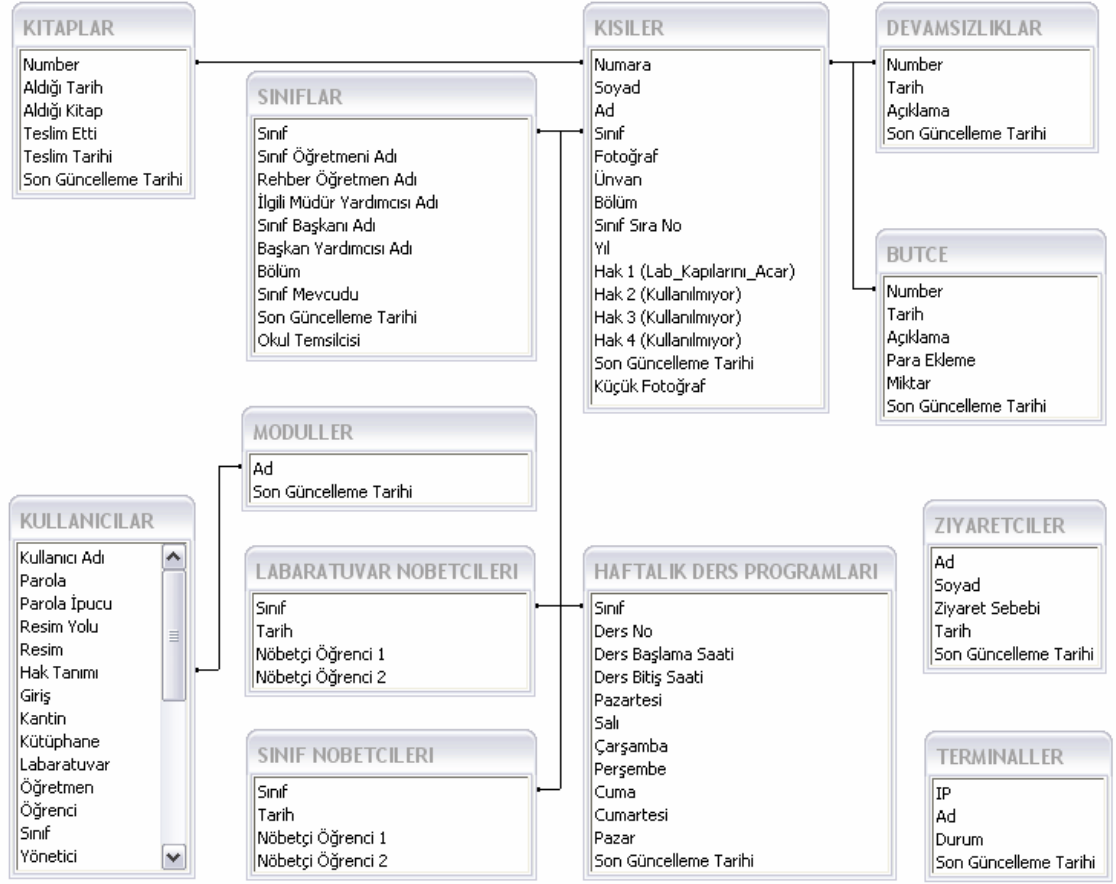 KITAPLAR
Number
Aldığı Tarih
Aldığı Kitap
Teslim Etti
Teslim Tarihi
Son Güncelleme Tarihi
SINIFLAR
Sınıf
Sınıf Öğretmeni Adı
Rehber Öğretmen Adı
İlgili Müdür Yardımcısı Adı
Sınıf Başkanı Adı
Başkan Yardımcısı Adı
Bölüm
Sınıf Mevcudu
Son Güncelleme Tarihi
Okul Temsilcisi
KISILER
Numara
Soyad
Ad
Sınıf
Fotoğraf
Ünvan
Bölüm
Sınıf Sıra No
Yıl
Hak 1 (Lab_Kapılarını_Acar)
Hak 2 (Kullanılmıyor)
Hak 3 (Kullanılmıyor)
Hak 4 (Kullanılmıyor)
Son Güncelleme Tarihi
Küçük Fotoğraf
DEVAMSIZLIKLAR
Number
Tarih
Açıklama
Son Güncelleme Tarihi
BUTCE
Number
Tarih
Açıklama
Para Ekleme
Miktar
Son Güncelleme Tarihi
MODULLER
Ad
Son Güncelleme Tarihi
KULLANICILAR
Kullanıcı Adı
Parola
Parola İpucu
Resim Yolu
Resim
Hak Tanımı
Giriş
Kantin
Kütüphane
Labaratuvar
Öğretmen
Öğrenci
Sınıf
Yönetici
LABARATUVAR NOBETCILERI
Sınıf
Tarih
Nöbetçi Öğrenci 1
Nöbetçi Öğrenci 2
SINIF NOBETCILERI
Sınıf
Tarih
Nöbetçi Öğrenci 1
Nöbetçi Öğrenci 2
HAFTALIK DERS PROGRAMLARI
Sınıf
Ders No
Ders Başlama Saati
Ders Bitiş Saati
Pazartesi
Salı
Çarşamba
Perşembe
Cuma
Cumartesi
Pazar
Son Güncelleme Tarihi
ZIYARETCILER
Ad
Soyad
Ziyaret Sebebi
Tarih
Son Güncelleme Tarihi
TERMINALLER
IP
Ad
Durum
Son Güncelleme Tarihi